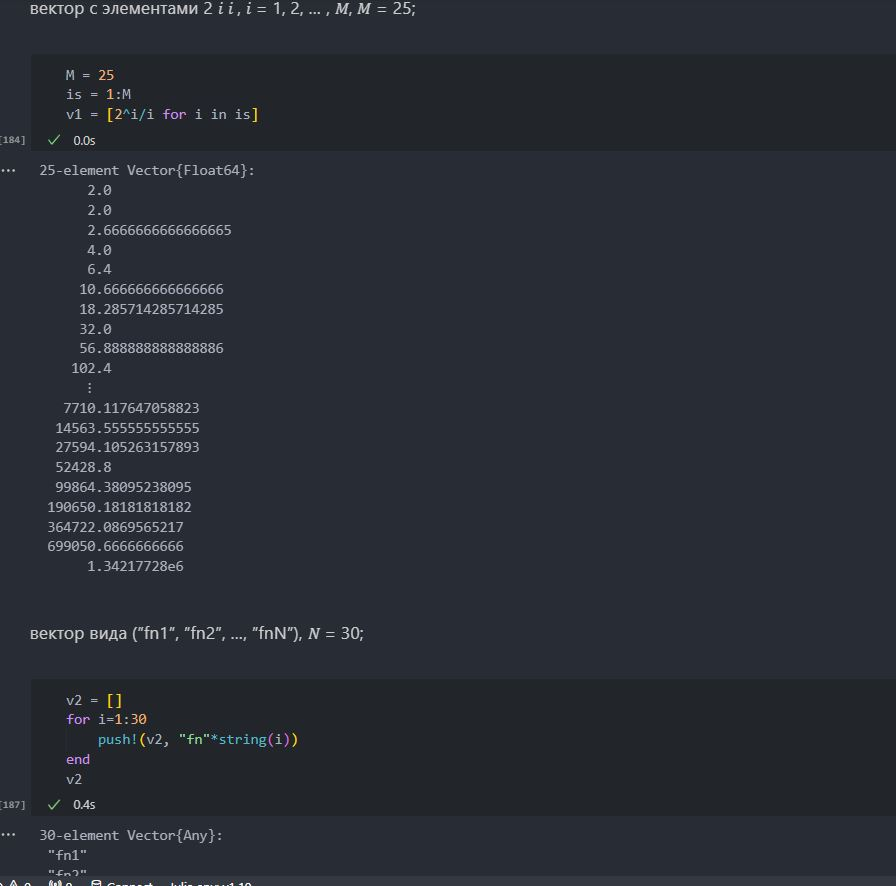 вектор с элементами 2 𝑖 𝑖 , 𝑖 = 1, 2, … , 𝑀, 𝑀 = 25;
M = 25
is = 1:M
v1 = [2^i/i for i in is]
[184]
0.0s
25-element Vector{Float64}:
2.0
2.0
2.6666666666666665
4.0
6.4
10.666666666666666
18.285714285714285
32.0
56.888888888888886
102.4
⋮
7710.117647058823
14563.555555555555
27594.105263157893
52428.8
99864.38095238095
190650.18181818182
364722.0869565217
699050.6666666666
1.34217728e6
вектор вида ("fn1", "fn2", ..., "fnN"), 𝑁 = 30;
v2 = []
for i=1:30
push!(v2, "fn"*string(i))
end
v2
[187]
0.4s
30-element Vector{Any}:
"fn1"
"fn2"